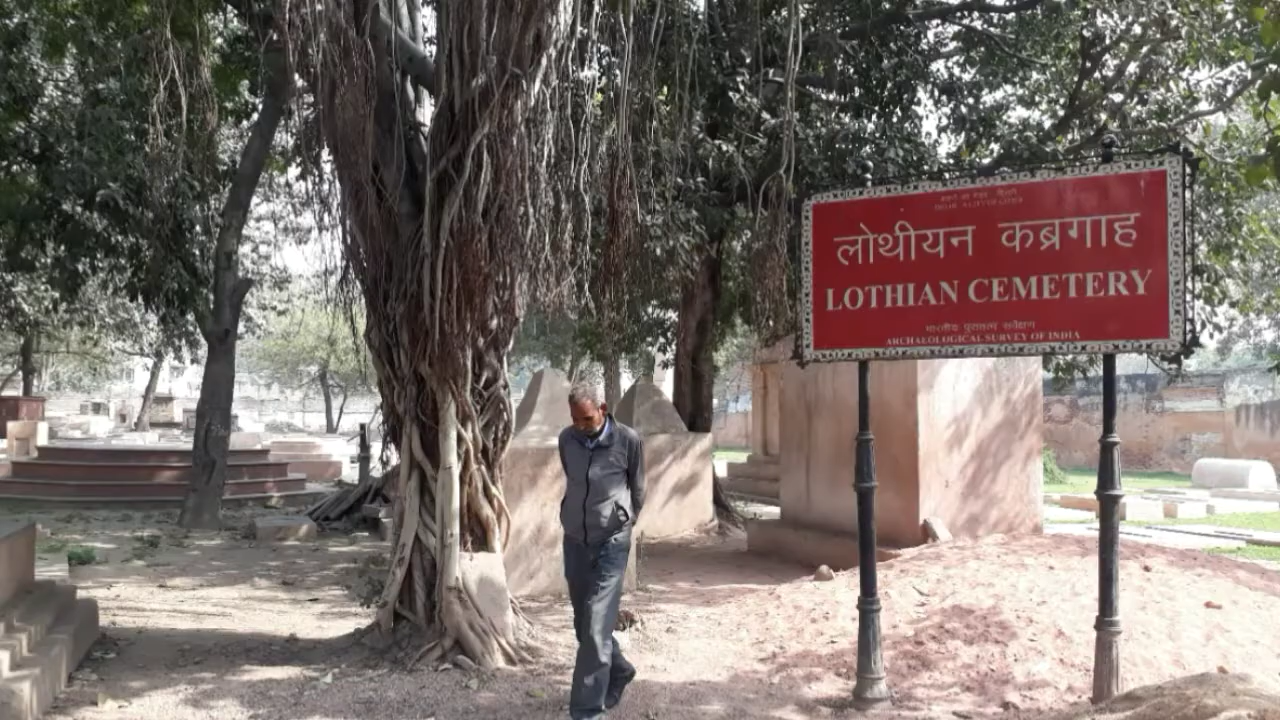 लोथीयन कब्रगाह
LOTHIAN CEMETERY
भारतीय पुरातत्व सर्वेक्षण
ARCHAEOLOGICAL SURVEY OF INDIA